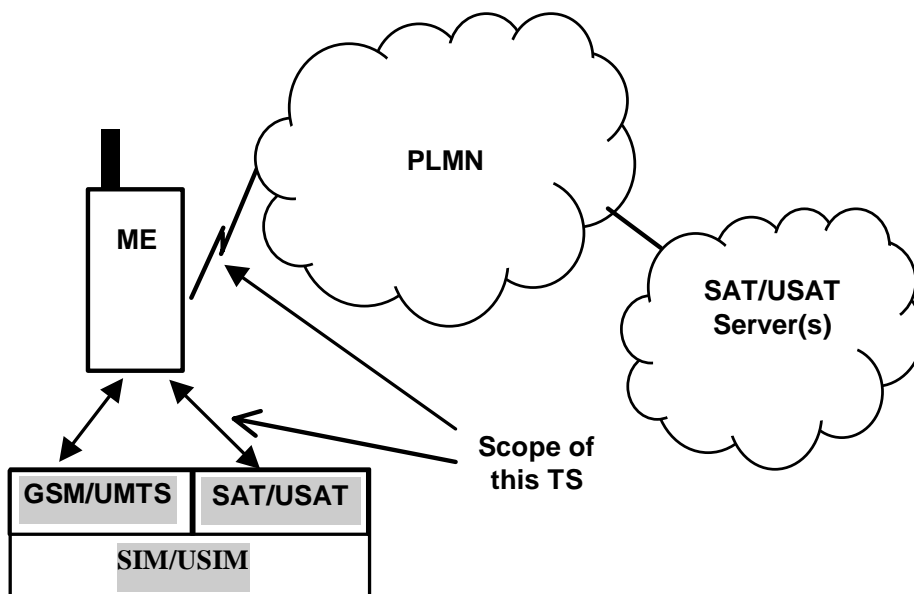 PLMN
ME
SAT/USAT
Server(s)
Scope of
this TS
GSM/UMTS
SAT/USAT
SIM/USIM